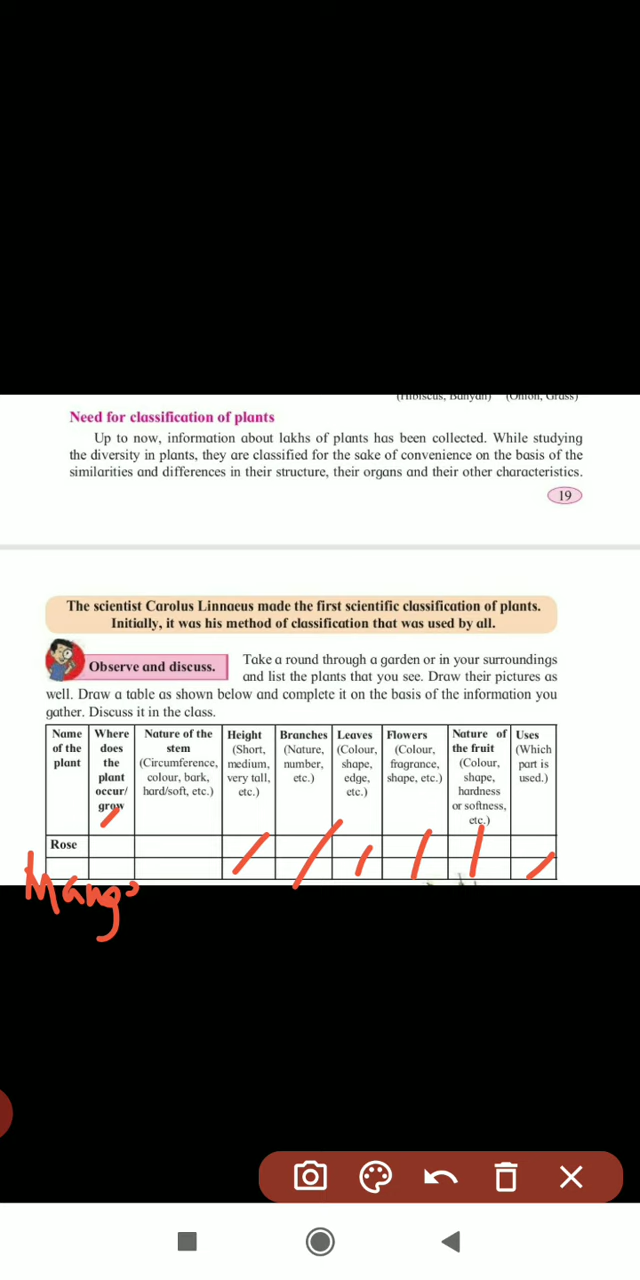 (Hibiscus, Banyan) (Onion, Grass)
Need for classification of plants
Up to now, information about lakhs of plants has been collected. While studying
the diversity in plants, they are classified for the sake of convenience on the basis of the
similarities and differences in their structure, their organs and their other characteristics.
19
The scientist Carolus Linnaeus made the first scientific classification of plants.
Initially, it was his method of classification that was used by all.
Observe and discuss.
Take a round through a garden or in your surroundings
and list the plants that you see. Draw their pictures as
well. Draw a table as shown below and complete it on the basis of the information you
gather. Discuss it in the class.
Name
of the
plant
Where
does
the
plant
occur/
grow
Nature of the
stem
(Circumference,
colour, bark,
hard/soft, etc.)
Height
(Short,
medium,
very tall,
etc.)
Branches
(Nature,
number,
etc.)
Leaves
(Colour,
shape,
edge,
etc.)
Flowers
(Colour,
fragrance,
shape, etc.)
Nature of
the fruit
(Colour,
shape,
hardness
or softness,
etc.)
Uses
(Which
part is
used.)
Rose
Mango